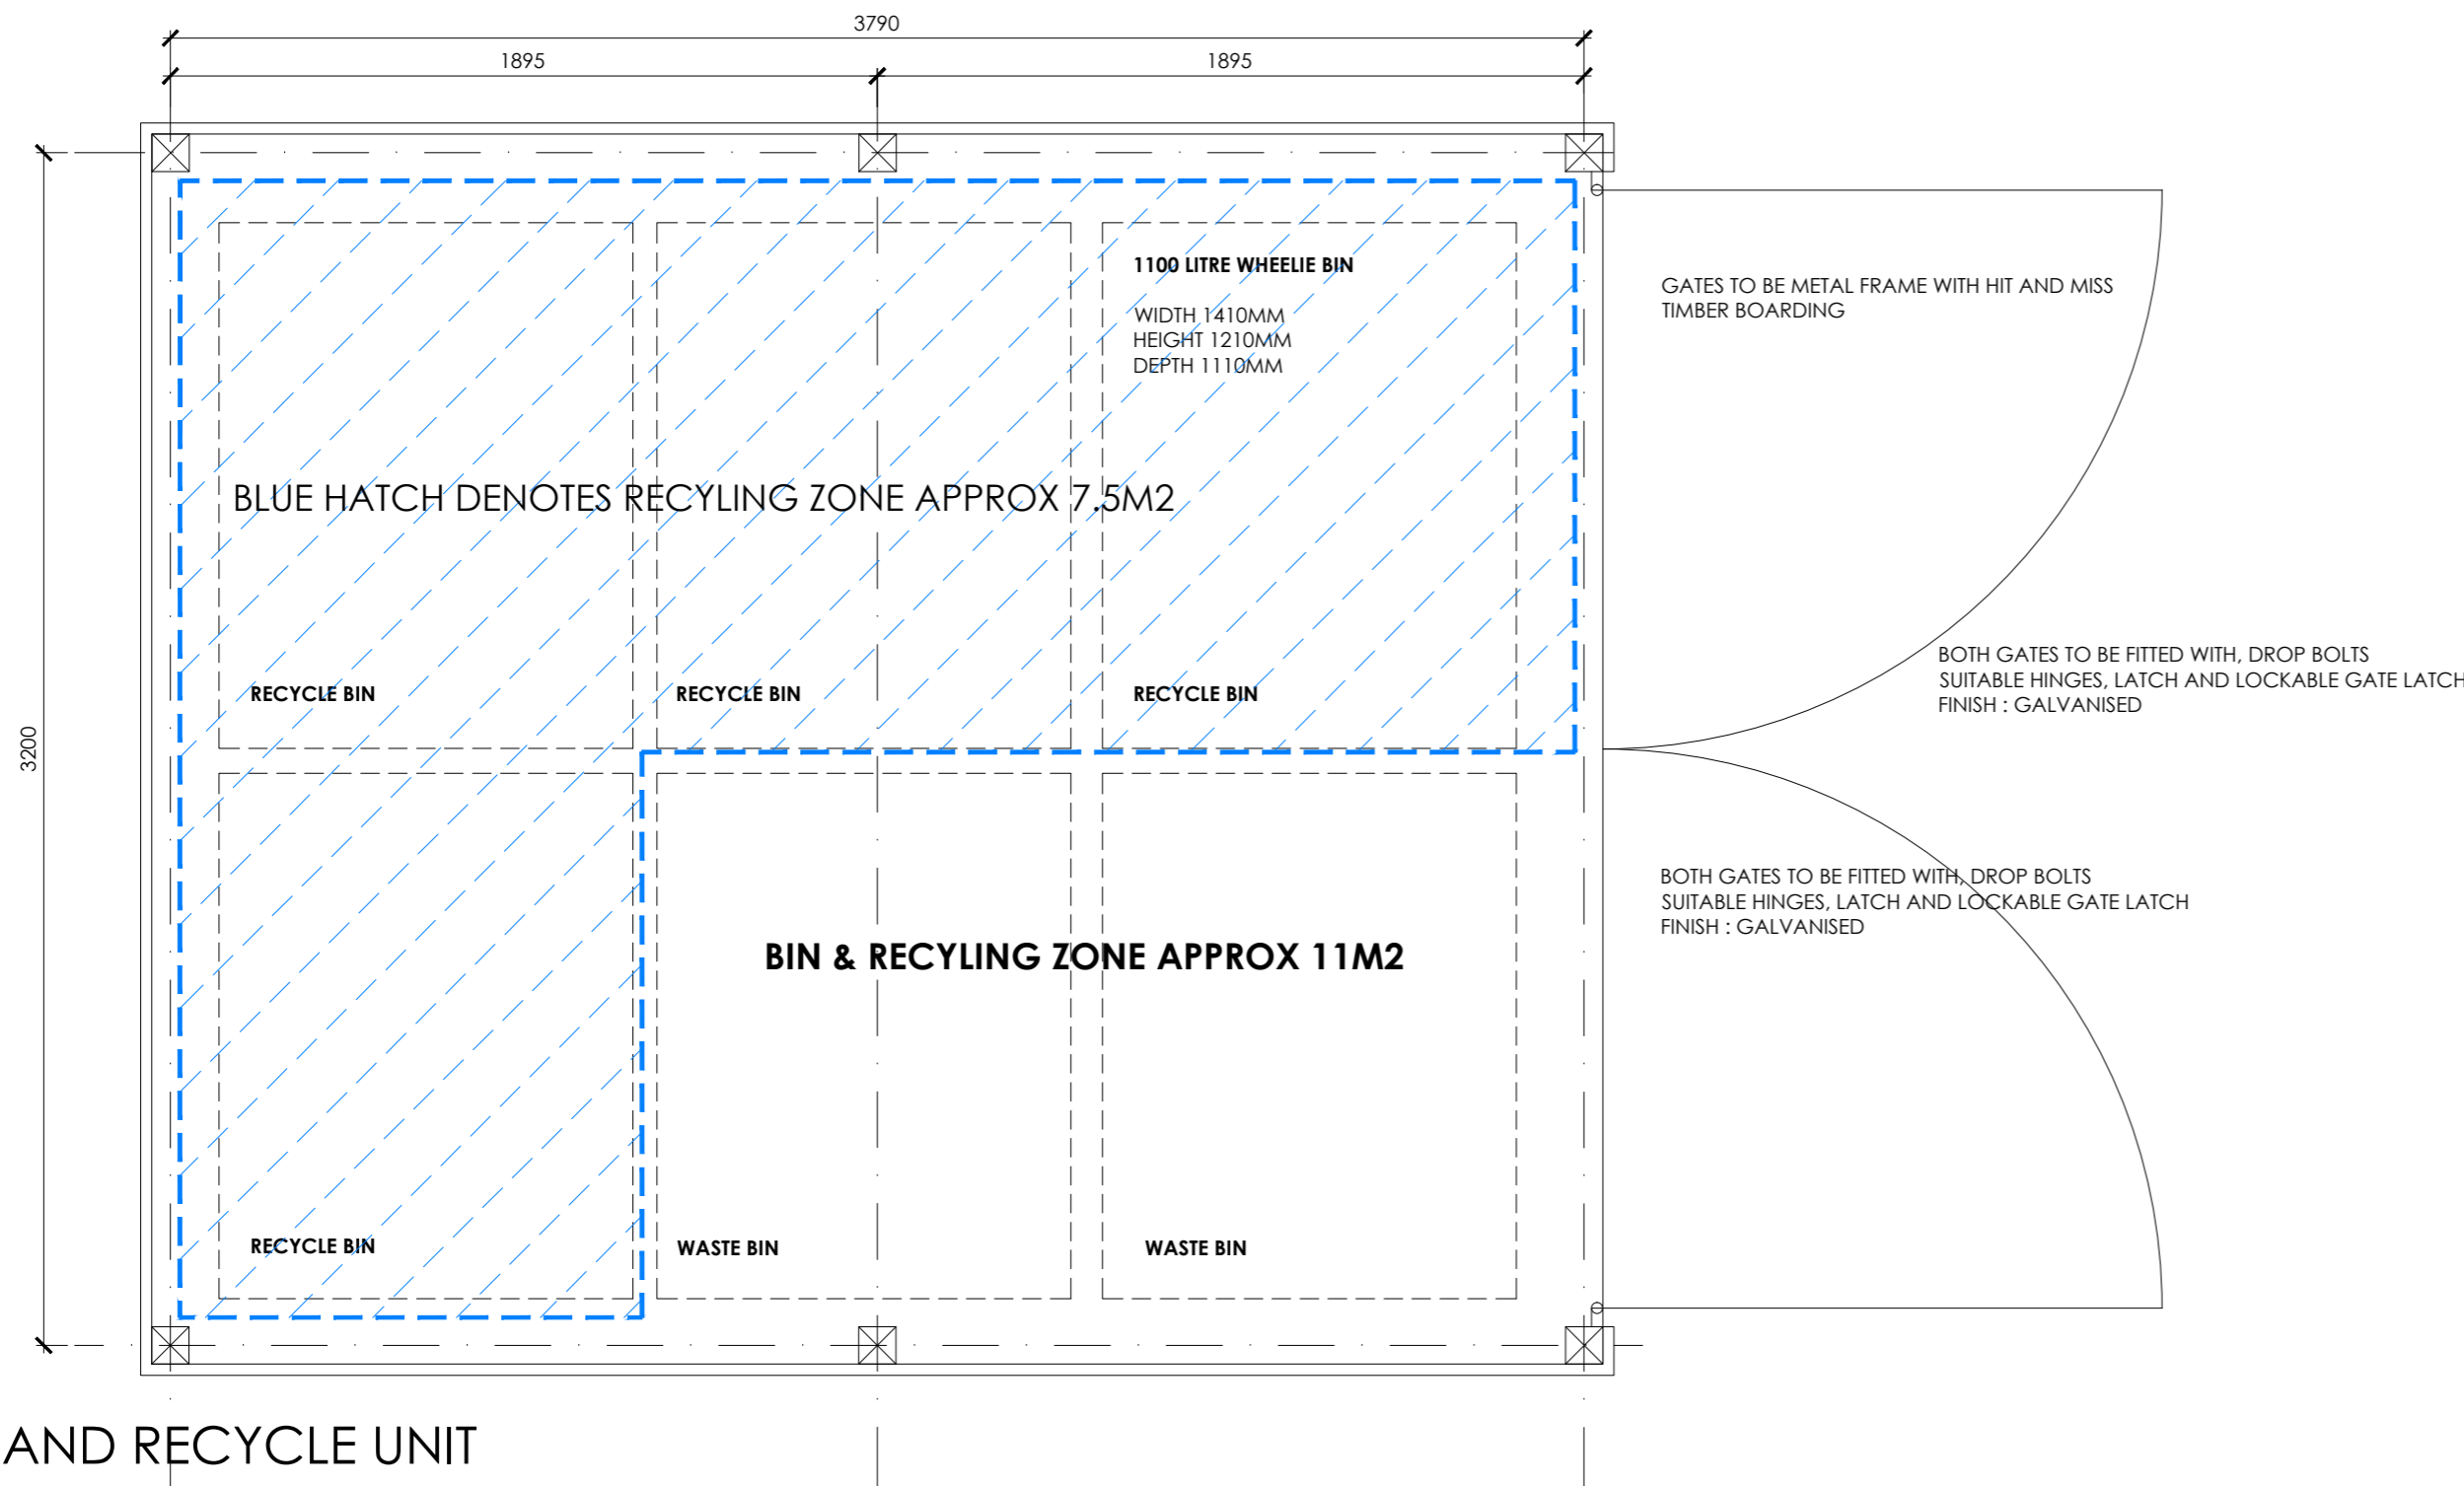 3790
1895
1895
3200
1100 LITRE WHEELIE BIN
WIDTH 1410MM
HEIGHT 1210MM
DEPTH 1110MM
GATES TO BE METAL FRAME WITH HIT AND MISS
TIMBER BOARDING
BLUE HATCH DENOTES RECYLING ZONE APPROX 7.5M2
RECYCLE BIN
RECYCLE BIN
RECYCLE BIN
BOTH GATES TO BE FITTED WITH, DROP BOLTS
SUITABLE HINGES, LATCH AND LOCKABLE GATE LATCH
FINISH : GALVANISED
BOTH GATES TO BE FITTED WITH, DROP BOLTS
SUITABLE HINGES, LATCH AND LOCKABLE GATE LATCH
FINISH : GALVANISED
BIN & RECYLING ZONE APPROX 11M2
RECYCLE BIN
WASTE BIN
WASTE BIN
AND RECYCLE UNIT